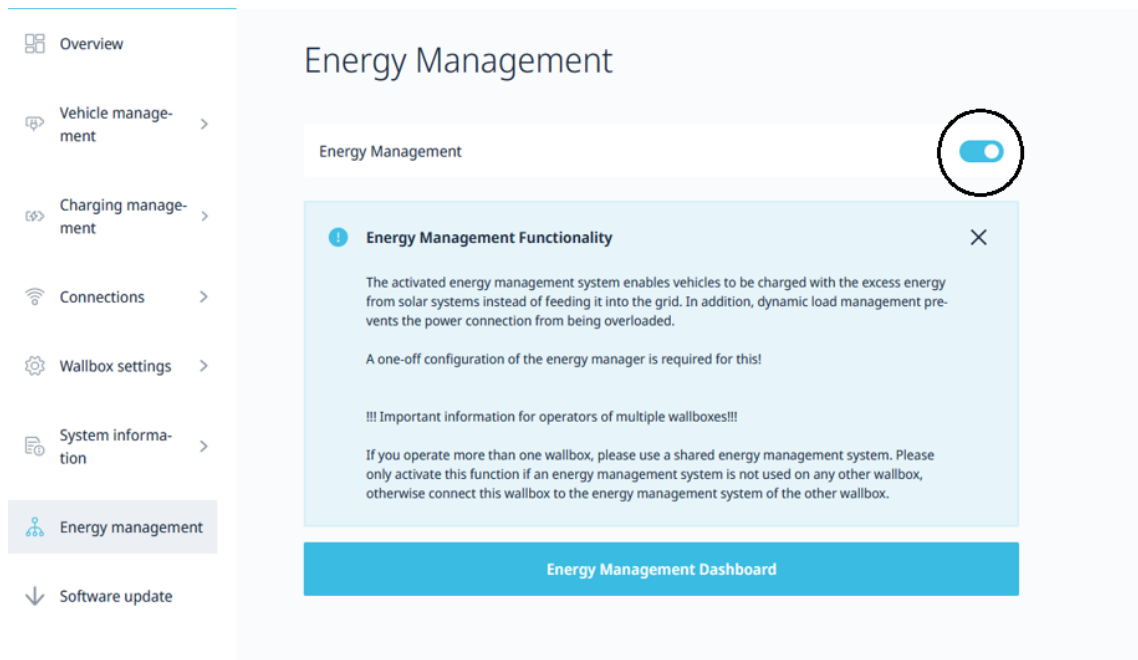 Overview
Vehicle manage-
ment
Charging manage-
ment
Connections
Wallbox settings
System informa-
tion
Energy management
Software update
Energy Management
Energy Management
Energy Management Functionality
The activated energy management system enables vehicles to be charged with the excess energy
from solar systems instead of feeding it into the grid. In addition, dynamic load management pre-
vents the power connection from being overloaded.
A one-off configuration of the energy manager is required for this!
!!! Important information for operators of multiple wallboxes!!!
If you operate more than one wallbox, please use a shared energy management system. Please
only activate this function if an energy management system is not used on any other wallbox,
otherwise connect this wallbox to the energy management system of the other wallbox.
Energy Management Dashboard